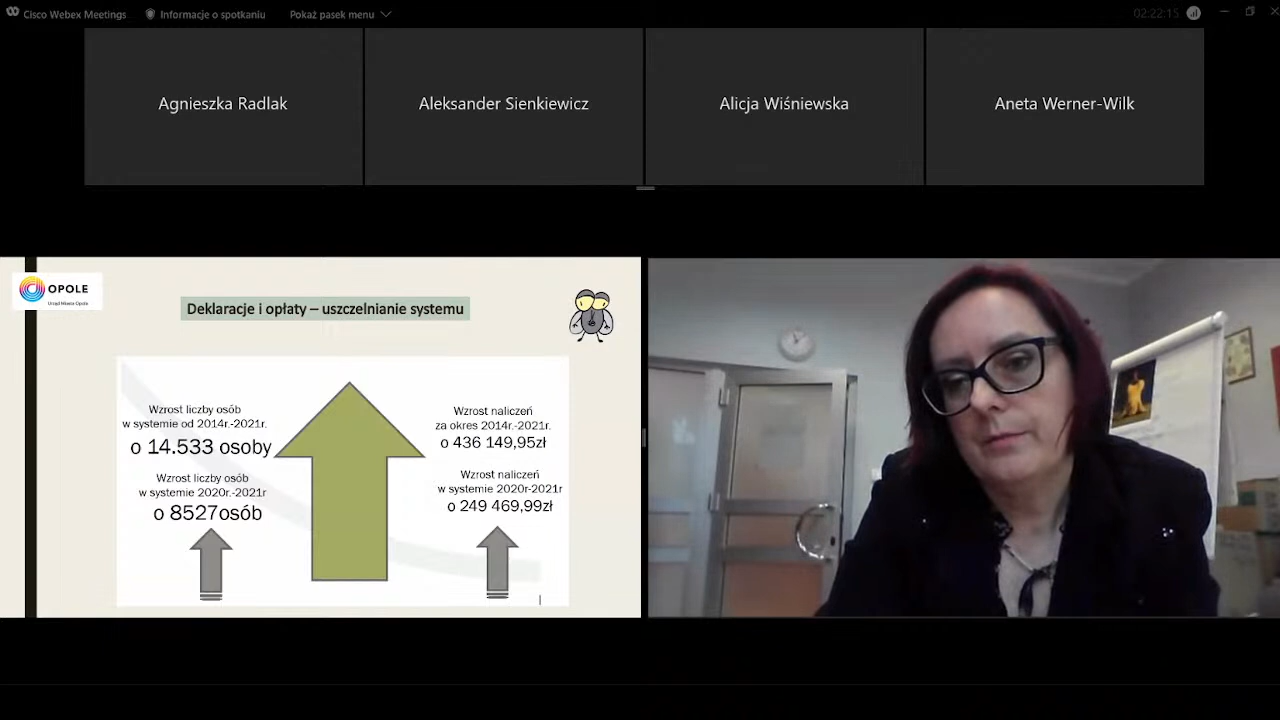 Cisco Webex Meetings
Informacje o spotkaniu
Pokaż pasek menu
02:22:15
Agnieszka Radlak
Aleksander Sienkiewicz
Alicja Wiśniewska
Aneta Werner-Wilk
OPOLE
Urząd Miasta Opola
Deklaracje i opłaty – uszczelnianie systemu
Wzrost liczby osób
w systemie od 2014r.-2021r.
o 14.533 osoby
Wzrost liczby osób
w systemie 2020r.-2021r
o 8527osób
Wzrost naliczeń
za okres 2014r.-2021r.
o 436 149,95zł
Wzrost naliczeń
w systemie 2020r-2021r
o 249 469,99zł